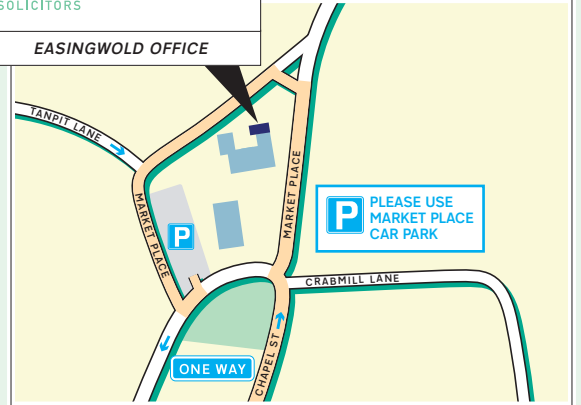 SOLICITORS
EASINGWOLD OFFICE
TANPIT LANE
MARKET PLACE
MARKET PLACE
P
P
PLEASE USE
MARKET PLACE
CAR PARK
CRABMILL LANE
ONE WAY
CHAPEL ST